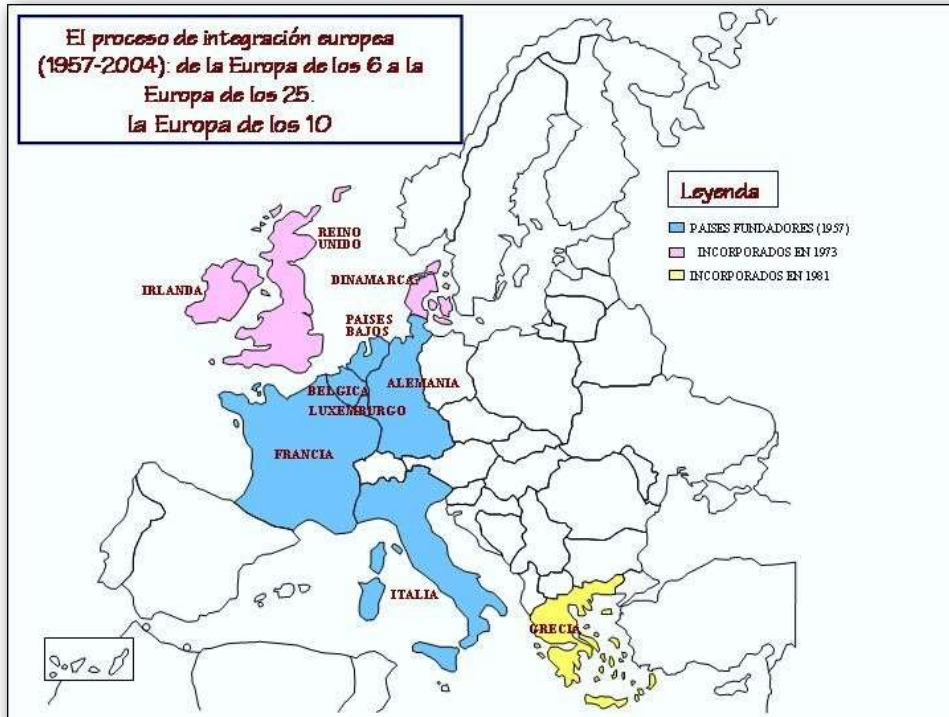 El proceso de integración europea
(1957-2004): de la Europa de los 6 a la
Europa de los 25.
la Europa de los 10
Leyenda
PAISES FUNDADORES (1957)
INCORPORADOS EN 1973
INCORPORADOS EN 1981
REINO
UNIDO
IRLANDA
DINAMARCA
PAISES
BAJOS
BELGICA
ALEMANIA
LUXEMBURGO
FRANCIA
ITALIA
GRECIA